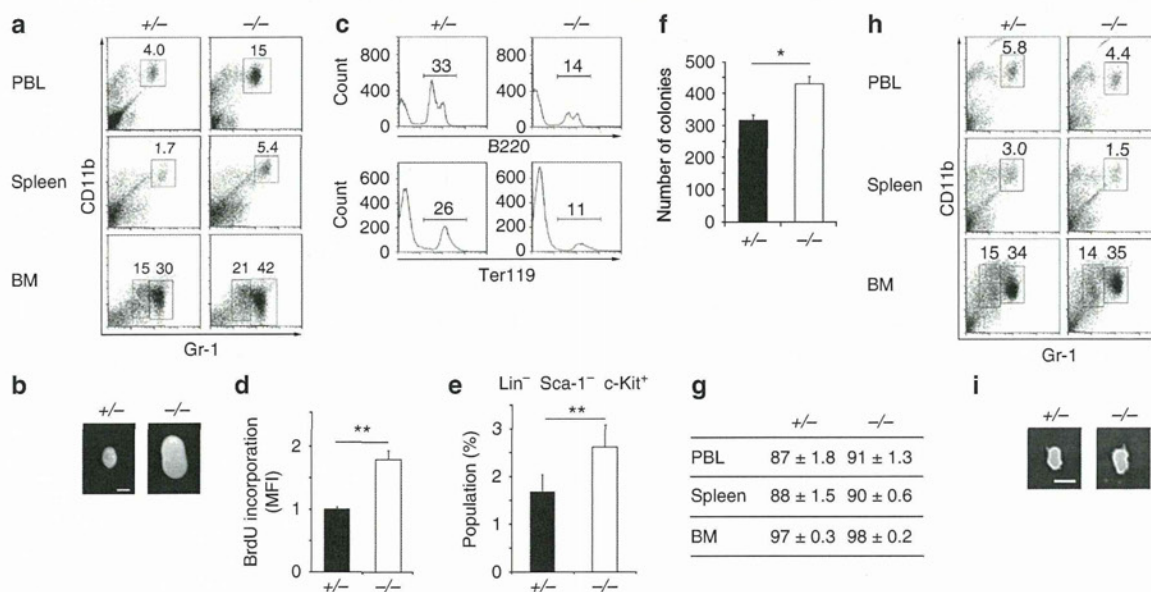 a
+/− −/−
PBL
4.0 15
Spleen
1.7 5.4
BM
15 30 21 42
CD11b
Gr-1
b
+/− −/−
c
+/− −/−
Count
800
600
400
200
0
33
800
600
400
200
0
14
B220
Count
600
400
200
0
26
600
400
200
0
11
Ter119
d
BrdU incorporation
(MFI)
2
1
0
**
+/− −/−
e
Lin− Sca-1− c-Kit+
Population (%)
3
2
1
0
**
+/− −/−
f
Number of colonies
500
400
300
200
100
0
*
+/− −/−
g
+/− −/−
PBL 87 ± 1.8 91 ± 1.3
Spleen 88 ± 1.5 90 ± 0.6
BM 97 ± 0.3 98 ± 0.2
h
+/− −/−
PBL
5.8 4.4
Spleen
3.0 1.5
BM
15 34 14 35
CD11b
Gr-1
i
+/− −/−